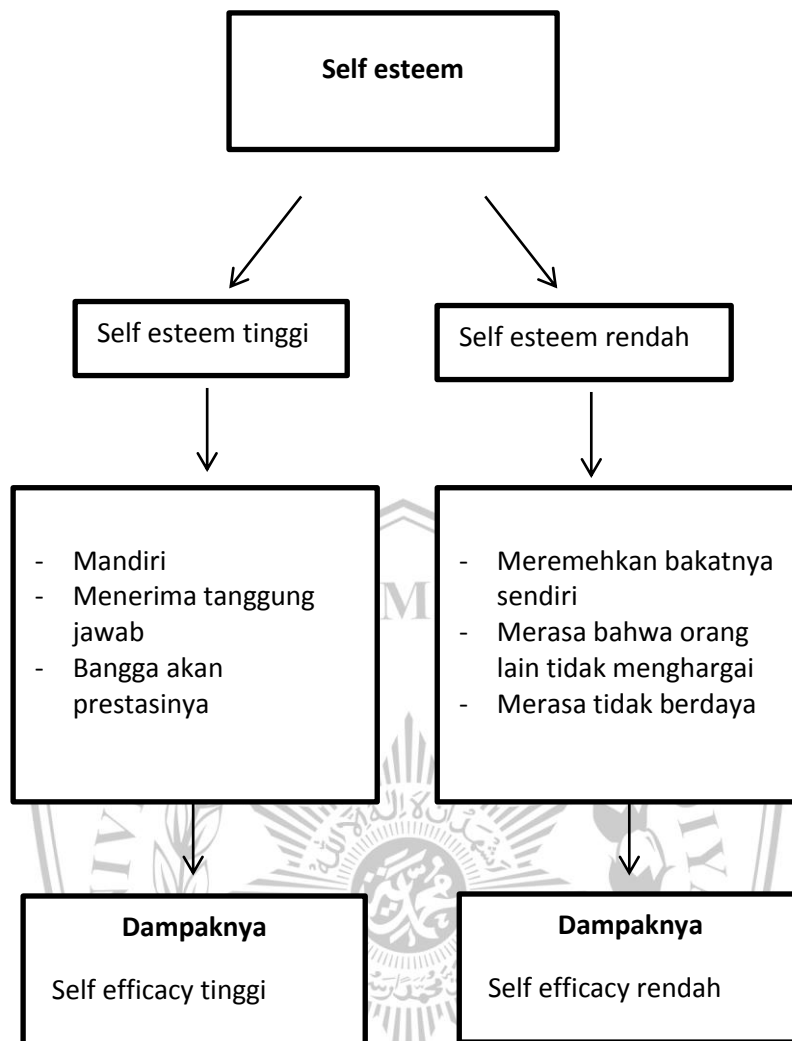 Self esteem
Self esteem tinggi
Self esteem rendah
- Mandiri
- Menerima tanggung
jawab
- Bangga akan
prestasinya
- Meremehkan bakatnya
sendiri
- Merasa bahwa orang
lain tidak menghargai
- Merasa tidak berdaya
Dampaknya
Self efficacy tinggi
Dampaknya
Self efficacy rendah